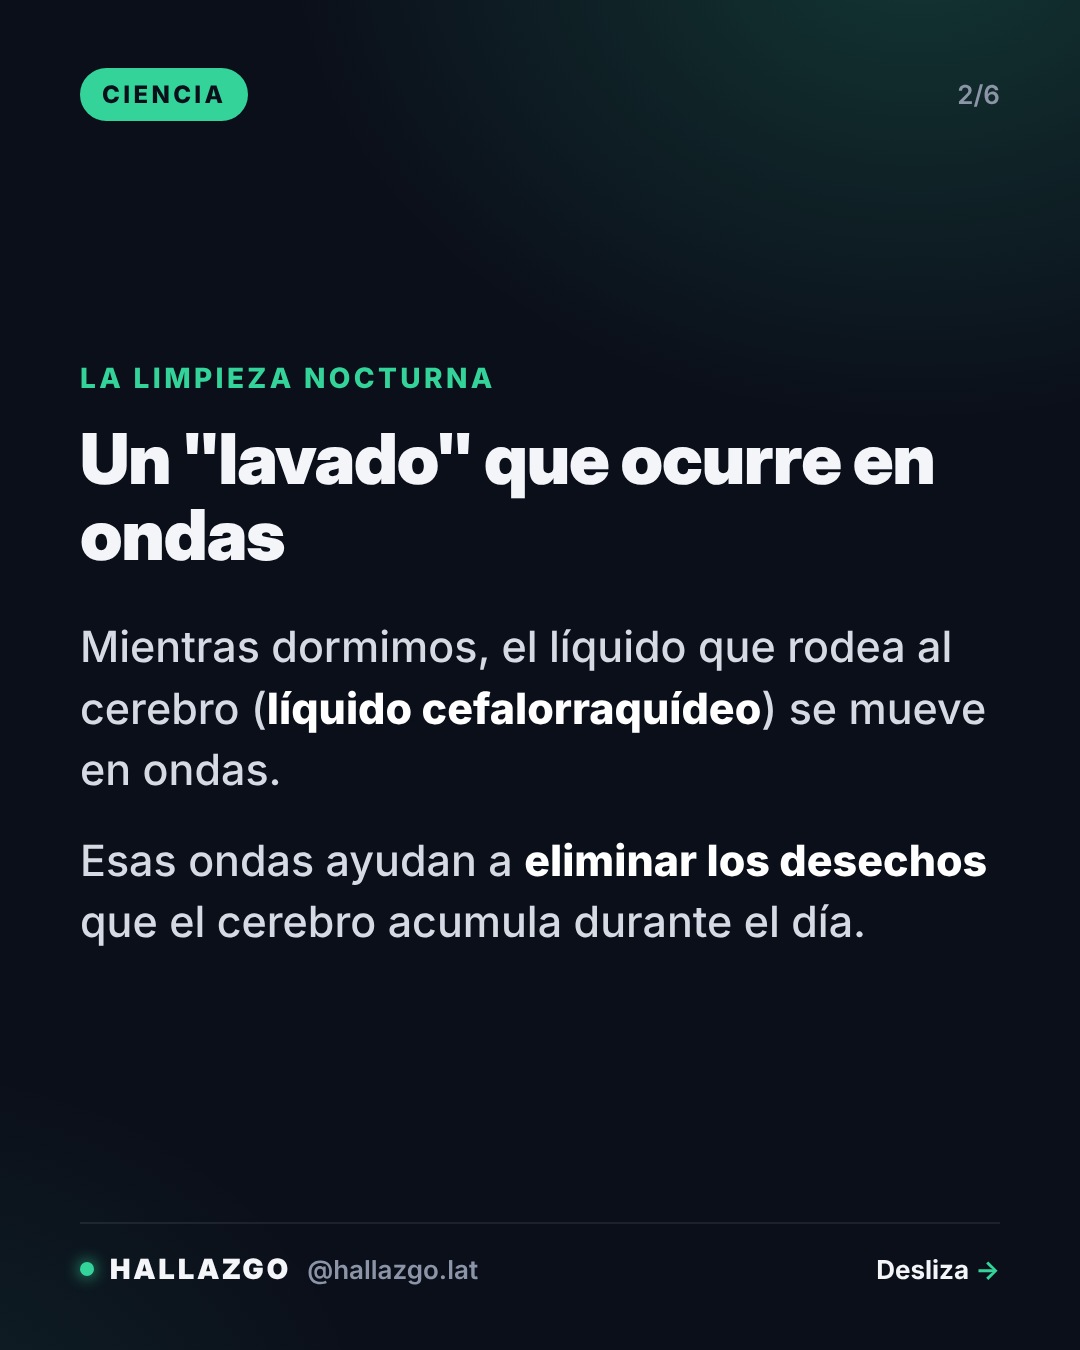 CIENCIA
2/6
LA LIMPIEZA NOCTURNA
Un "lavado" que ocurre en
ondas
Mientras dormimos, el líquido que rodea al
cerebro (líquido cefalorraquídeo) se mueve
en ondas.
Esas ondas ayudan a eliminar los desechos
que el cerebro acumula durante el día.
HALLAZGO @hallazgo.lat
Desliza →